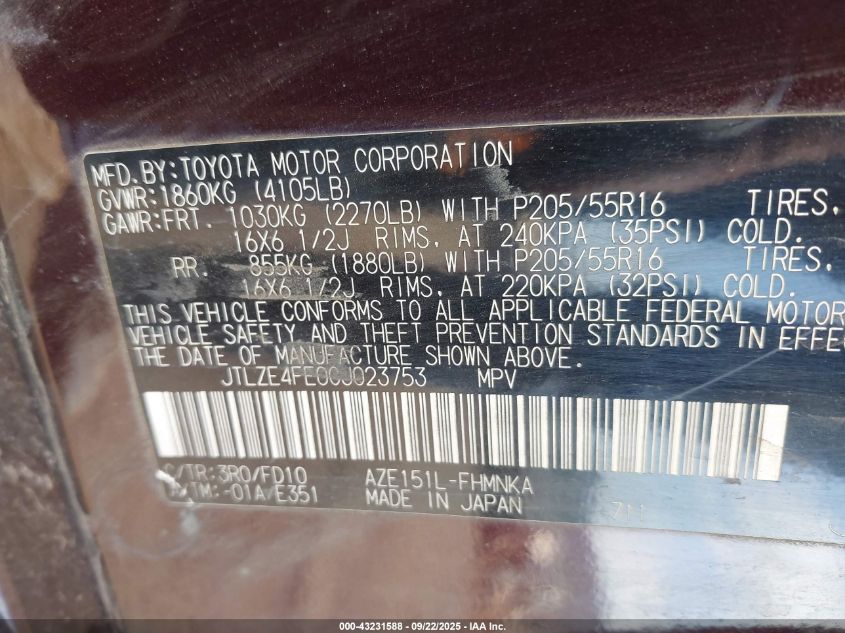 MFD.BY:TOYOTA MOTOR CORPORATION
GVWR:1860KG (4105LB)
GAWR:FRT. 1030KG (2270LB) WITH P205/55R16 TIRES,
16X6 1/2J RIMS, AT 240KPA (35PSI) COLD.
RR. 855KG (1880LB) WITH P205/55R16 TIRES,
16X6 1/2J RIMS, AT 220KPA (32PSI) COLD.
THIS VEHICLE CONFORMS TO ALL APPLICABLE FEDERAL MOTOR
VEHICLE SAFETY AND THEFT PREVENTION STANDARDS IN EFFE
THE DATE OF MANUFACTURE SHOWN ABOVE.
JTLZE4FE0CJ023753 MPV
C/TR:3R0/FD10 AZE151L-FHMNKA
A/TM:-01A/E351 MADE IN JAPAN 711
000-43231588 - 09/22/2025 - IAA Inc.